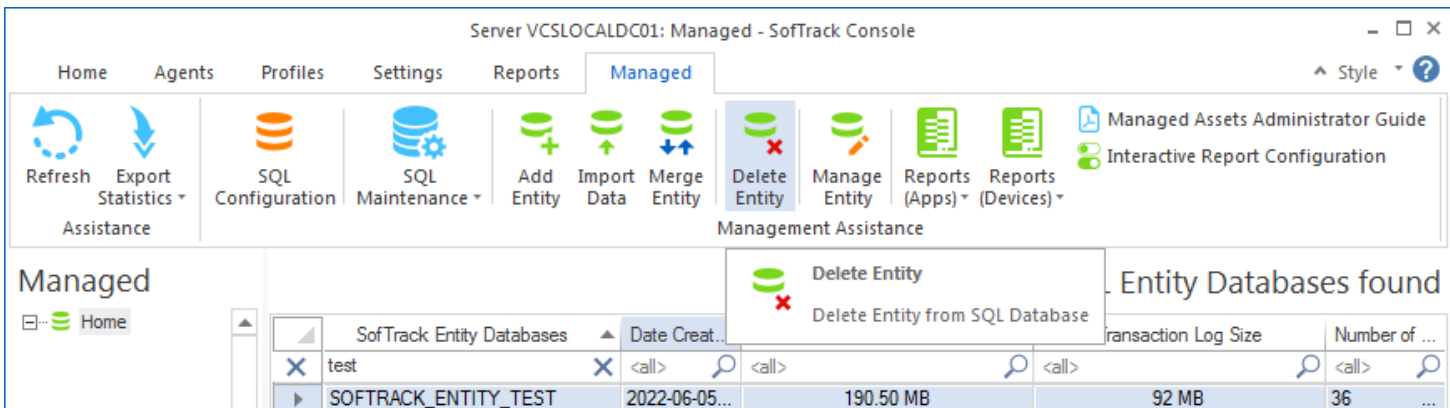 Server VCSLOCALDC01: Managed - SofTrack Console
Home Agents Profiles Settings Reports Managed Style ?
Managed Assets Administrator Guide
Interactive Report Configuration
Refresh Export Statistics SQL Configuration SQL Maintenance Add Entity Import Data Merge Entity Delete Entity Manage Entity Reports (Apps) Reports (Devices)
Assistance Management Assistance
Managed
Entity Databases found
Delete Entity
Delete Entity from SQL Database
Home
SofTrack Entity Databases Date Creat... Transaction Log Size Number of ...
test <all> <all> <all> <all>
SOFTRACK_ENTITY_TEST 2022-06-05... 190.50 MB 92 MB 36 ...